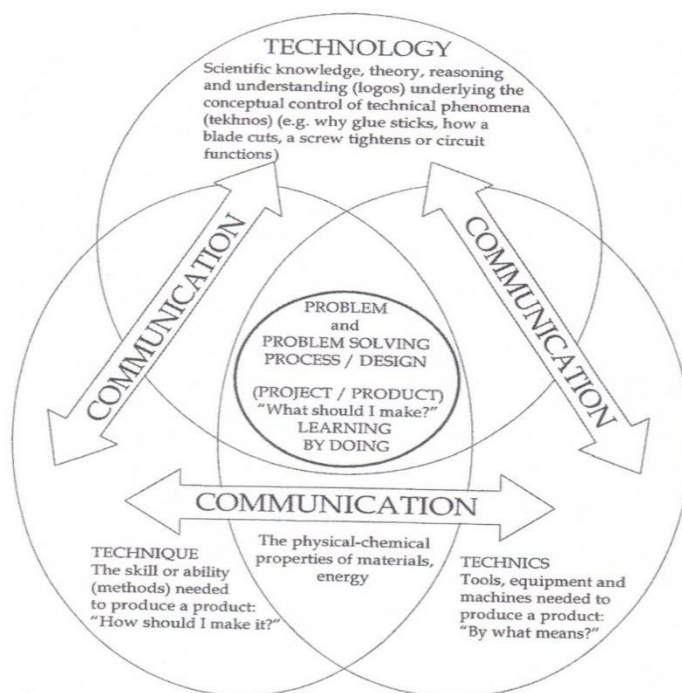 TECHNOLOGY
Scientific knowledge, theory, reasoning
and understanding (logos) underlying the
conceptual control of technical phenomena
(tekhnos) (e.g. why glue sticks, how a
blade cuts, a screw tightens or circuit
functions)
COMMUNICATION
COMMUNICATION
PROBLEM
and
PROBLEM SOLVING
PROCESS / DESIGN
(PROJECT / PRODUCT)
"What should I make?"
LEARNING
BY DOING
COMMUNICATION
TECHNIQUE
The skill or ability
(methods) needed
to produce a product:
"How should I make it?"
The physical-chemical
properties of materials,
energy
TECHNICS
Tools, equipment and
machines needed to
produce a product:
"By what means?"